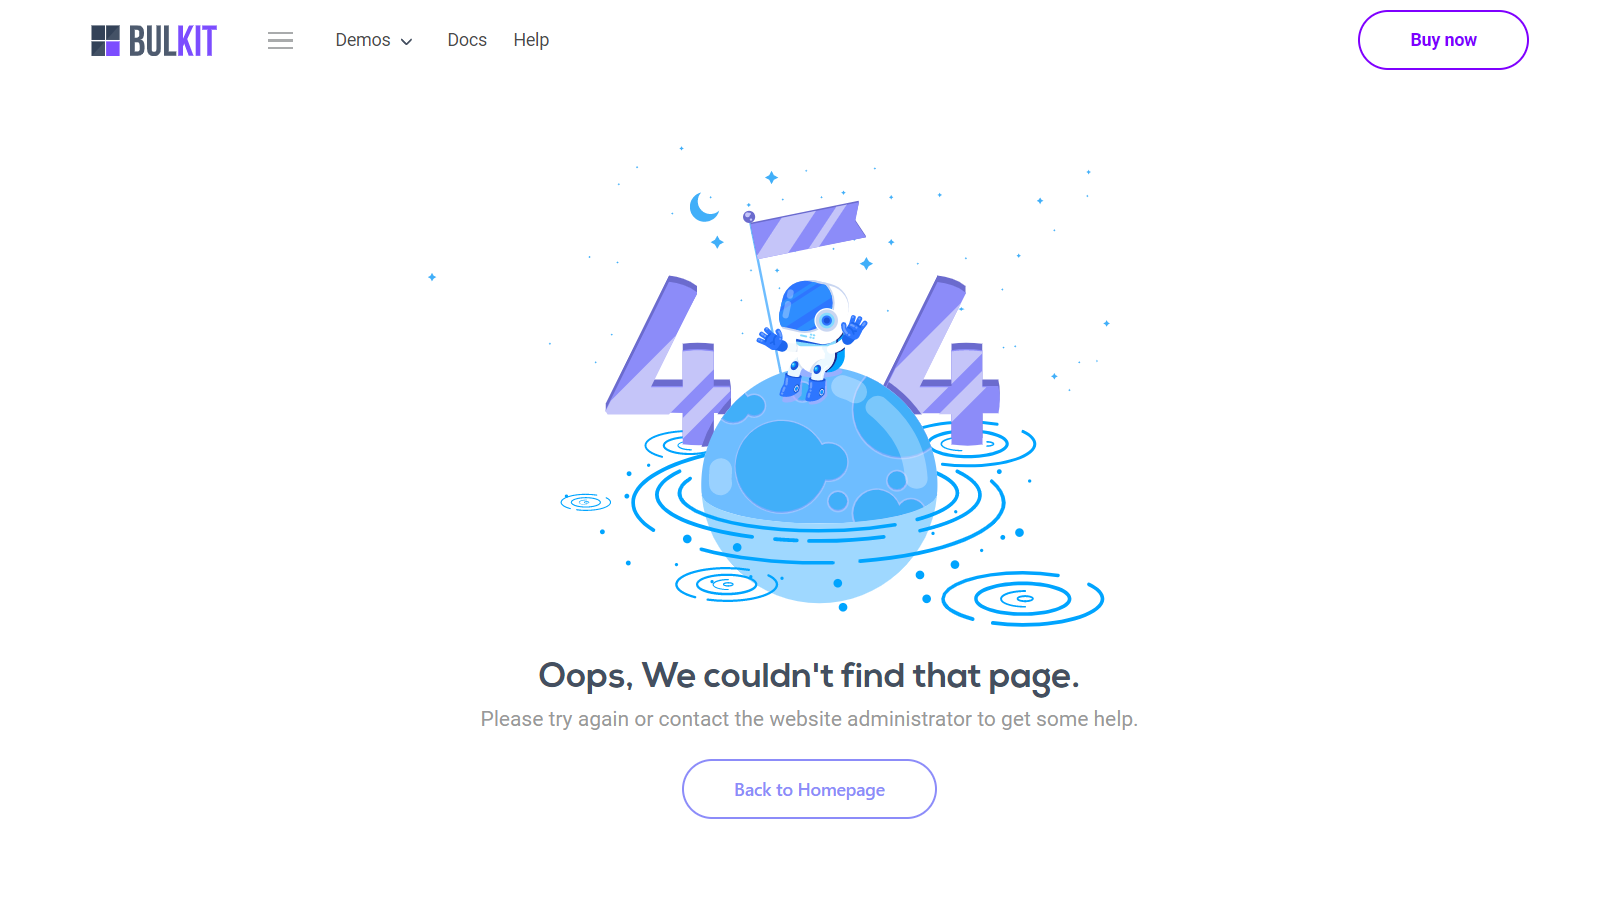 BULKIT
Demos
Docs
Help
Buy now
4 4
Oops, We couldn't find that page.
Please try again or contact the website administrator to get some help.
Back to Homepage